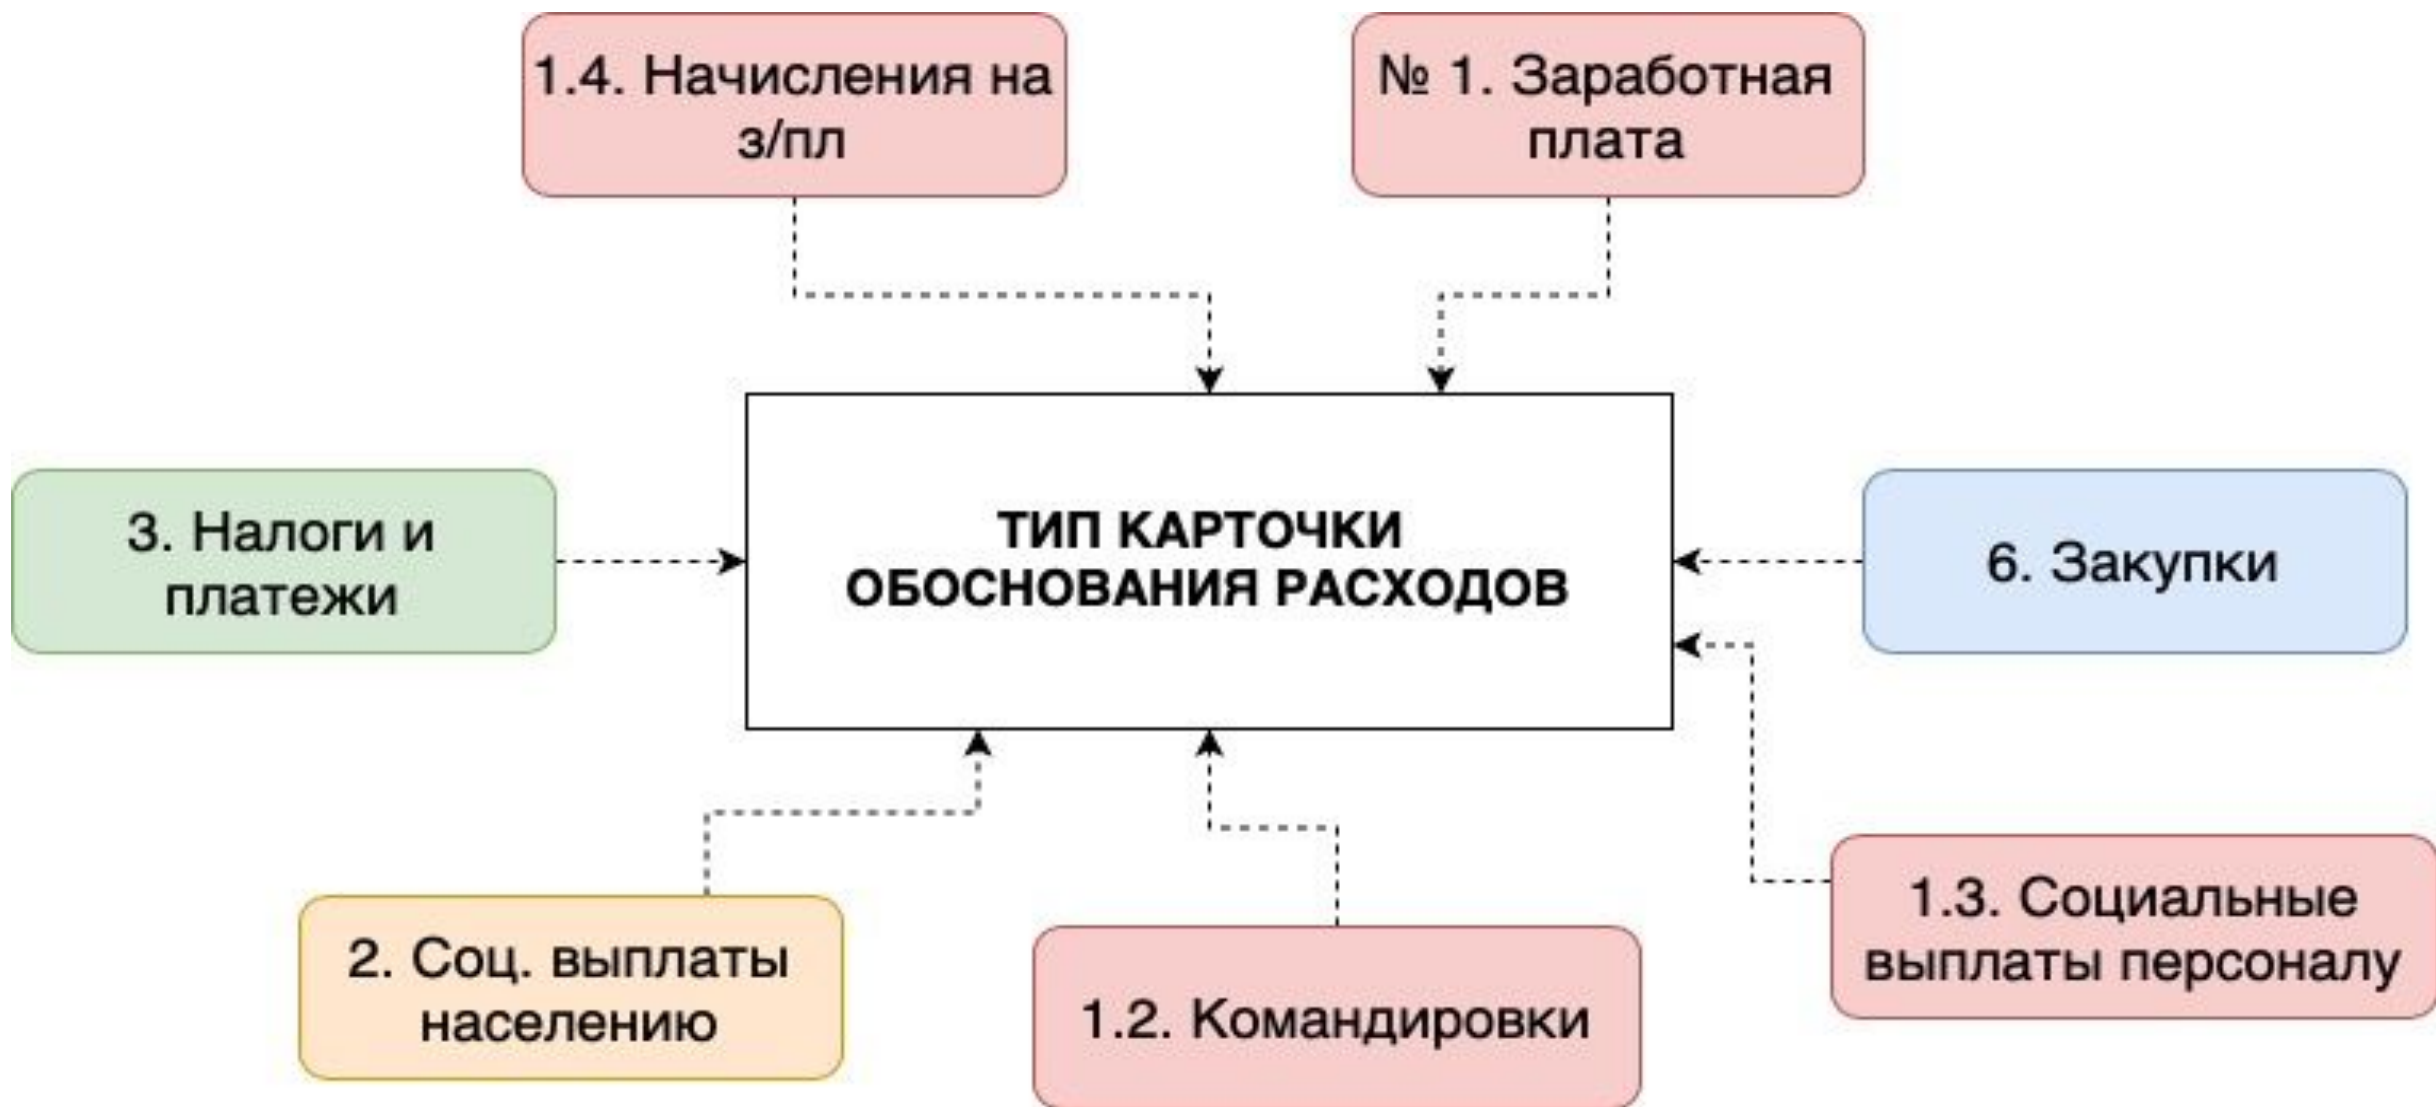 1.4. Начисления на
з/пл
№ 1. Заработная
плата
3. Налоги и
платежи
ТИП КАРТОЧКИ
ОБОСНОВАНИЯ РАСХОДОВ
6. Закупки
2. Соц. выплаты
населению
1.2. Командировки
1.3. Социальные
выплаты персоналу